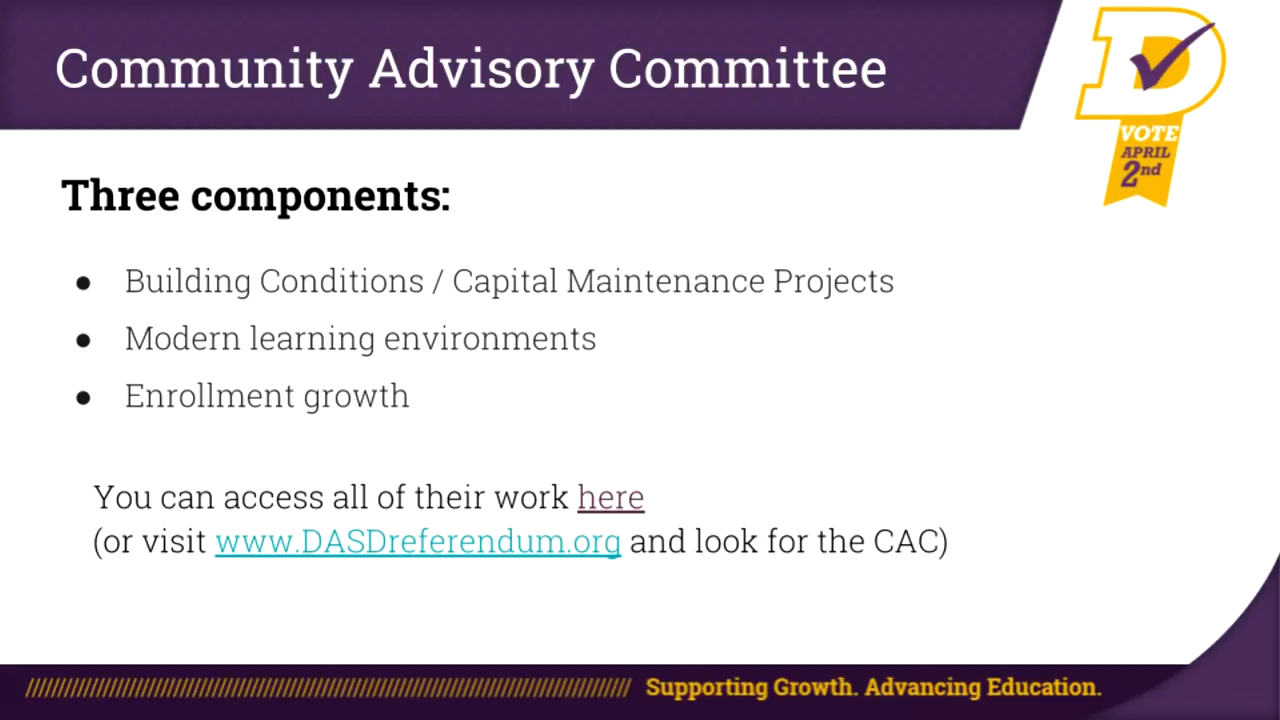 Community Advisory Committee
D
VOTE
APRIL
2nd
Three components:
● Building Conditions / Capital Maintenance Projects
● Modern learning environments
● Enrollment growth
You can access all of their work here
(or visit www.DASDreferendum.org and look for the CAC)
Supporting Growth. Advancing Education.